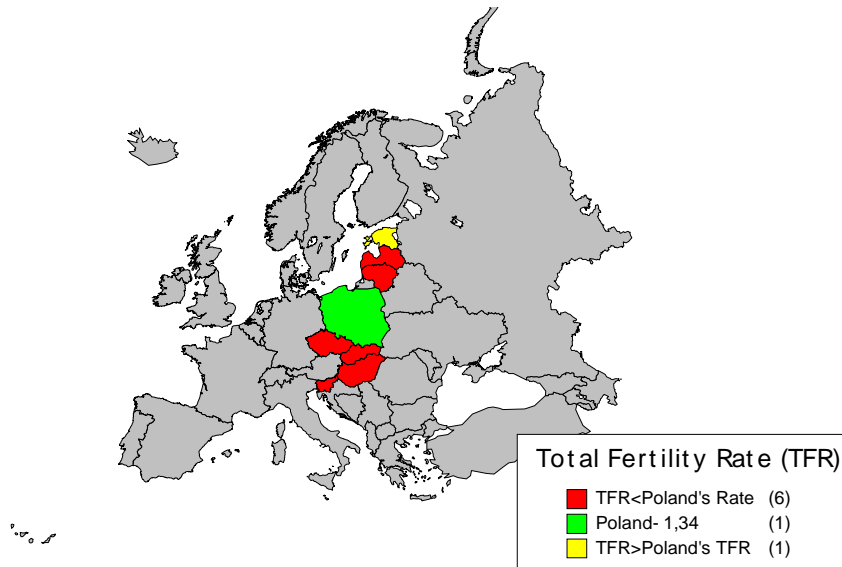 Total Fertility Rate (TFR)
TFR<Poland's Rate (6)
Poland- 1,34 (1)
TFR>Poland's TFR (1)